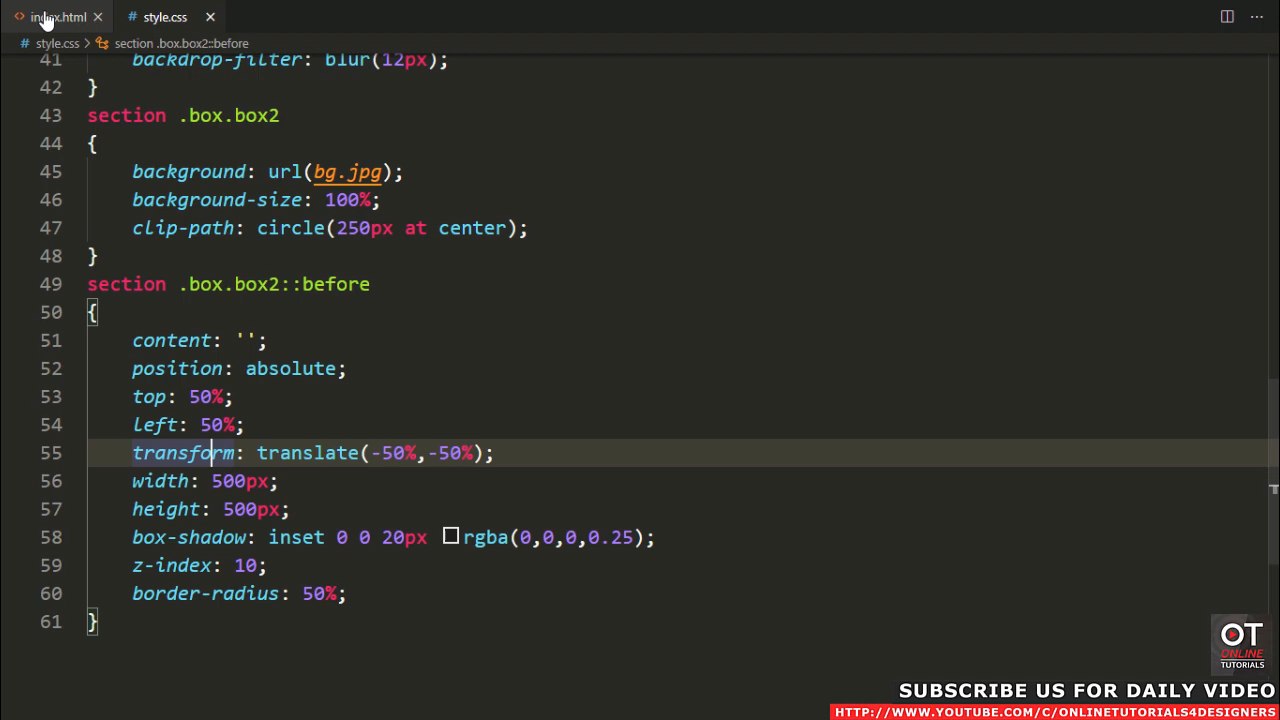 index.html × # style.css ×
# style.css > section .box.box2::before
41 backdrop-filter: blur(12px);
42 }
43 section .box.box2
44 {
45 background: url(bg.jpg);
46 background-size: 100%;
47 clip-path: circle(250px at center);
48 }
49 section .box.box2::before
50 {
51 content: '';
52 position: absolute;
53 top: 50%;
54 left: 50%;
55 transform: translate(-50%,-50%);
56 width: 500px;
57 height: 500px;
58 box-shadow: inset 0 0 20px rgba(0,0,0,0.25);
59 z-index: 10;
60 border-radius: 50%;
61 }
OT
ONLINE
TUTORIALS
SUBSCRIBE US FOR DAILY VIDEO
HTTP://WWW.YOUTUBE.COM/C/ONLINETUTORIALS4DESIGNERS